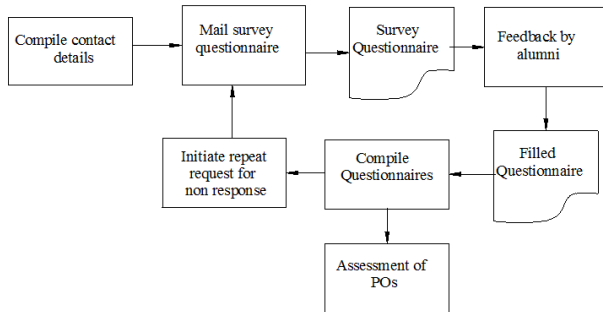 Compile contact
details
Mail survey
questionnaire
Survey
Questionnaire
Feedback by
alumni
Initiate repeat
request for
non response
Compile
Questionnaires
Filled
Questionnaire
Assessment of
POs